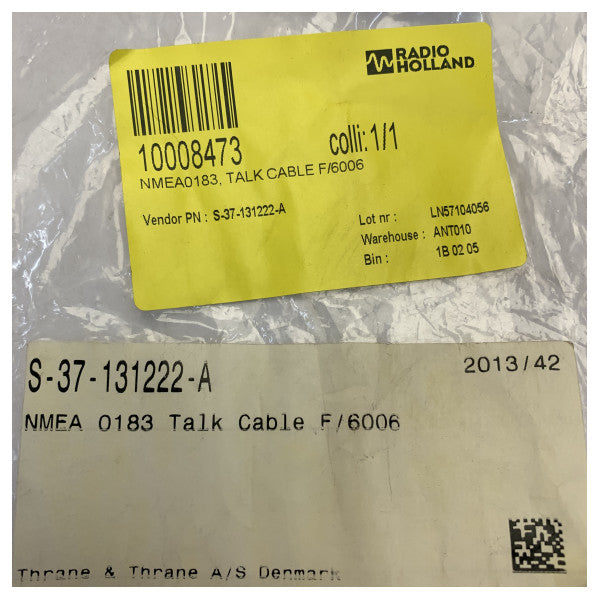 RADIO
HOLLAND
10008473 colli: 1/1
NMEA0183, TALK CABLE F/6006
Vendor PN : S-37-131222-A
Lot nr : LN57104056
Warehouse : ANT010
Bin : 1B 02 05
S-37-131222-A 2013/42
NMEA 0183 Talk Cable F/6006
Thrane & Thrane A/S Denmark